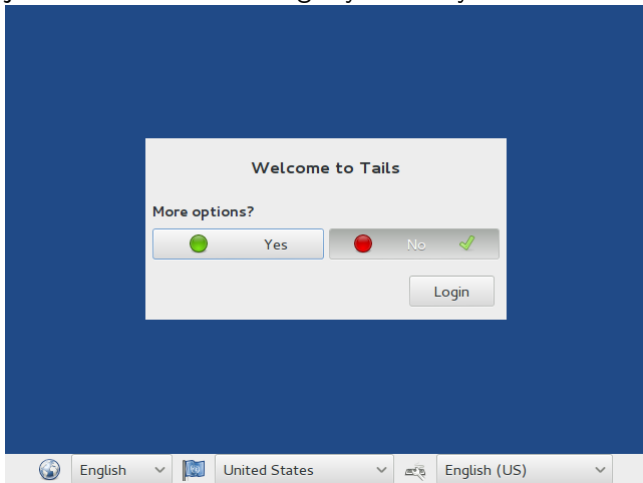 Welcome to Tails
More options?
Yes
No
Login
English
United States
English (US)